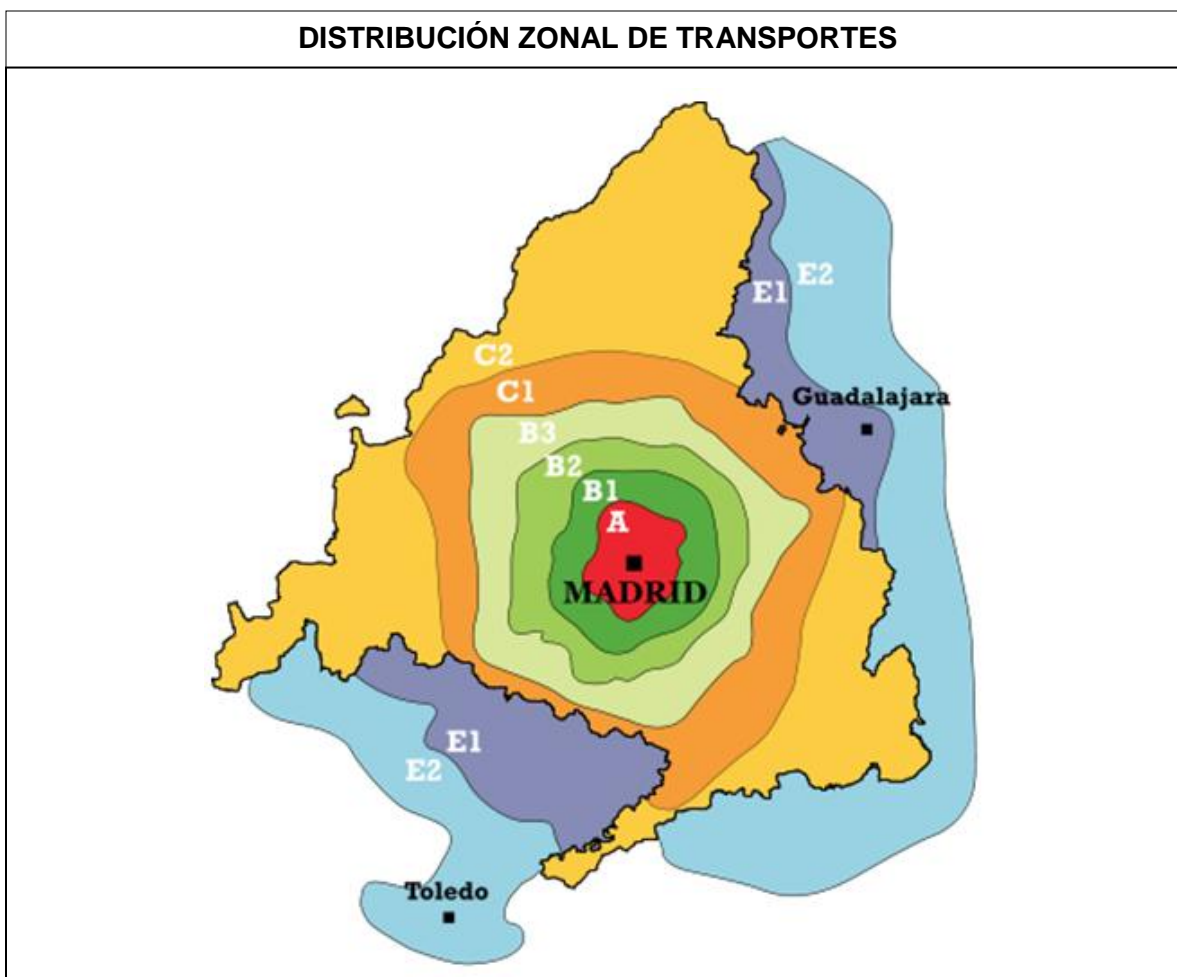 DISTRIBUCIÓN ZONAL DE TRANSPORTES
E2
E1
C2
C1
Guadalajara
B3
B2
B1
A
MADRID
E1
E2
Toledo